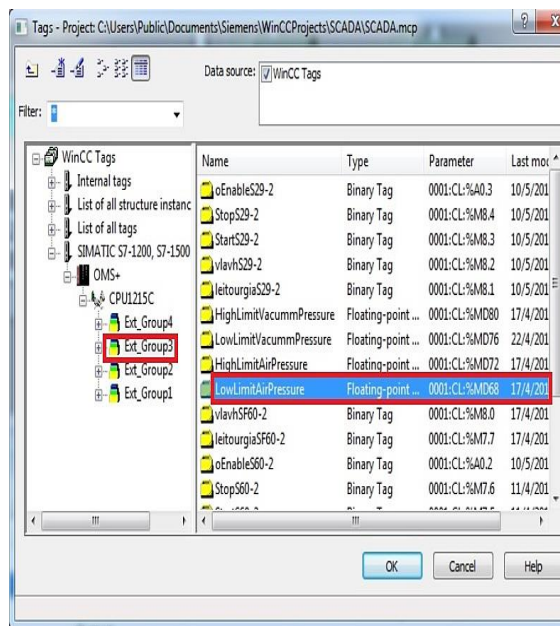 Tags - Project: C:\Users\Public\Documents\Siemens\WinCCProjects\SCADA\SCADA.mcp
Data source: WinCC Tags
Filter: *
WinCC Tags
Internal tags
List of all structure instanc
List of all tags
SIMATIC S7-1200, S7-1500
OMS+
CPU1215C
Ext_Group4
Ext_Group3
Ext_Group2
Ext_Group1
Name Type Parameter Last mod
oEnableS29-2 Binary Tag 0001:CL:%A0.3 10/5/201
StopS29-2 Binary Tag 0001:CL:%M8.4 10/5/201
StartS29-2 Binary Tag 0001:CL:%M8.3 10/5/201
vlavhS29-2 Binary Tag 0001:CL:%M8.2 10/5/201
leitourgiaS29-2 Binary Tag 0001:CL:%M8.1 10/5/201
HighLimitVacummPressure Floating-point ... 0001:CL:%MD80 17/4/201
LowLimitVacummPressure Floating-point ... 0001:CL:%MD76 22/4/201
HighLimitAirPressure Floating-point ... 0001:CL:%MD72 17/4/201
LowLimitAirPressure Floating-point ... 0001:CL:%MD68 17/4/201
vlavhSF60-2 Binary Tag 0001:CL:%M8.0 17/4/201
leitourgiaSF60-2 Binary Tag 0001:CL:%M7.7 17/4/201
oEnableS60-2 Binary Tag 0001:CL:%A0.2 10/5/201
StopS60-2 Binary Tag 0001:CL:%M7.6 11/4/201
OK Cancel Help